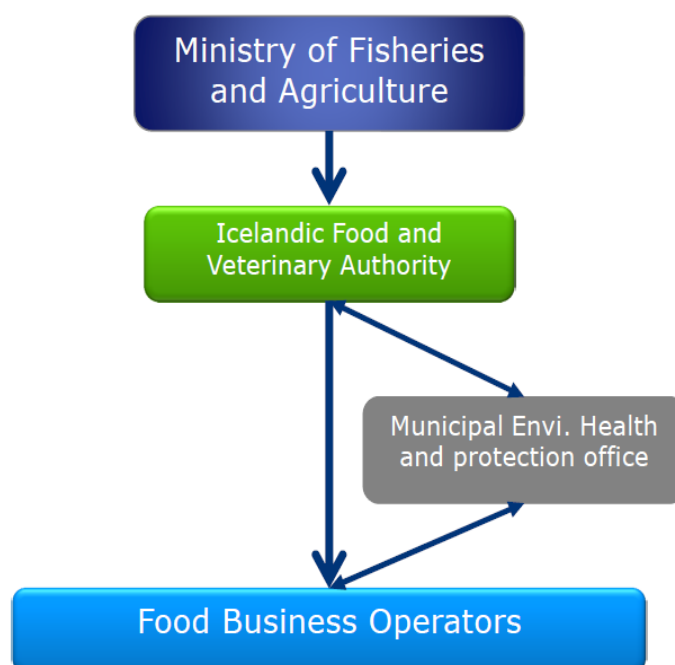 Ministry of Fisheries
and Agriculture
Icelandic Food and
Veterinary Authority
Municipal Envi. Health
and protection office
Food Business Operators